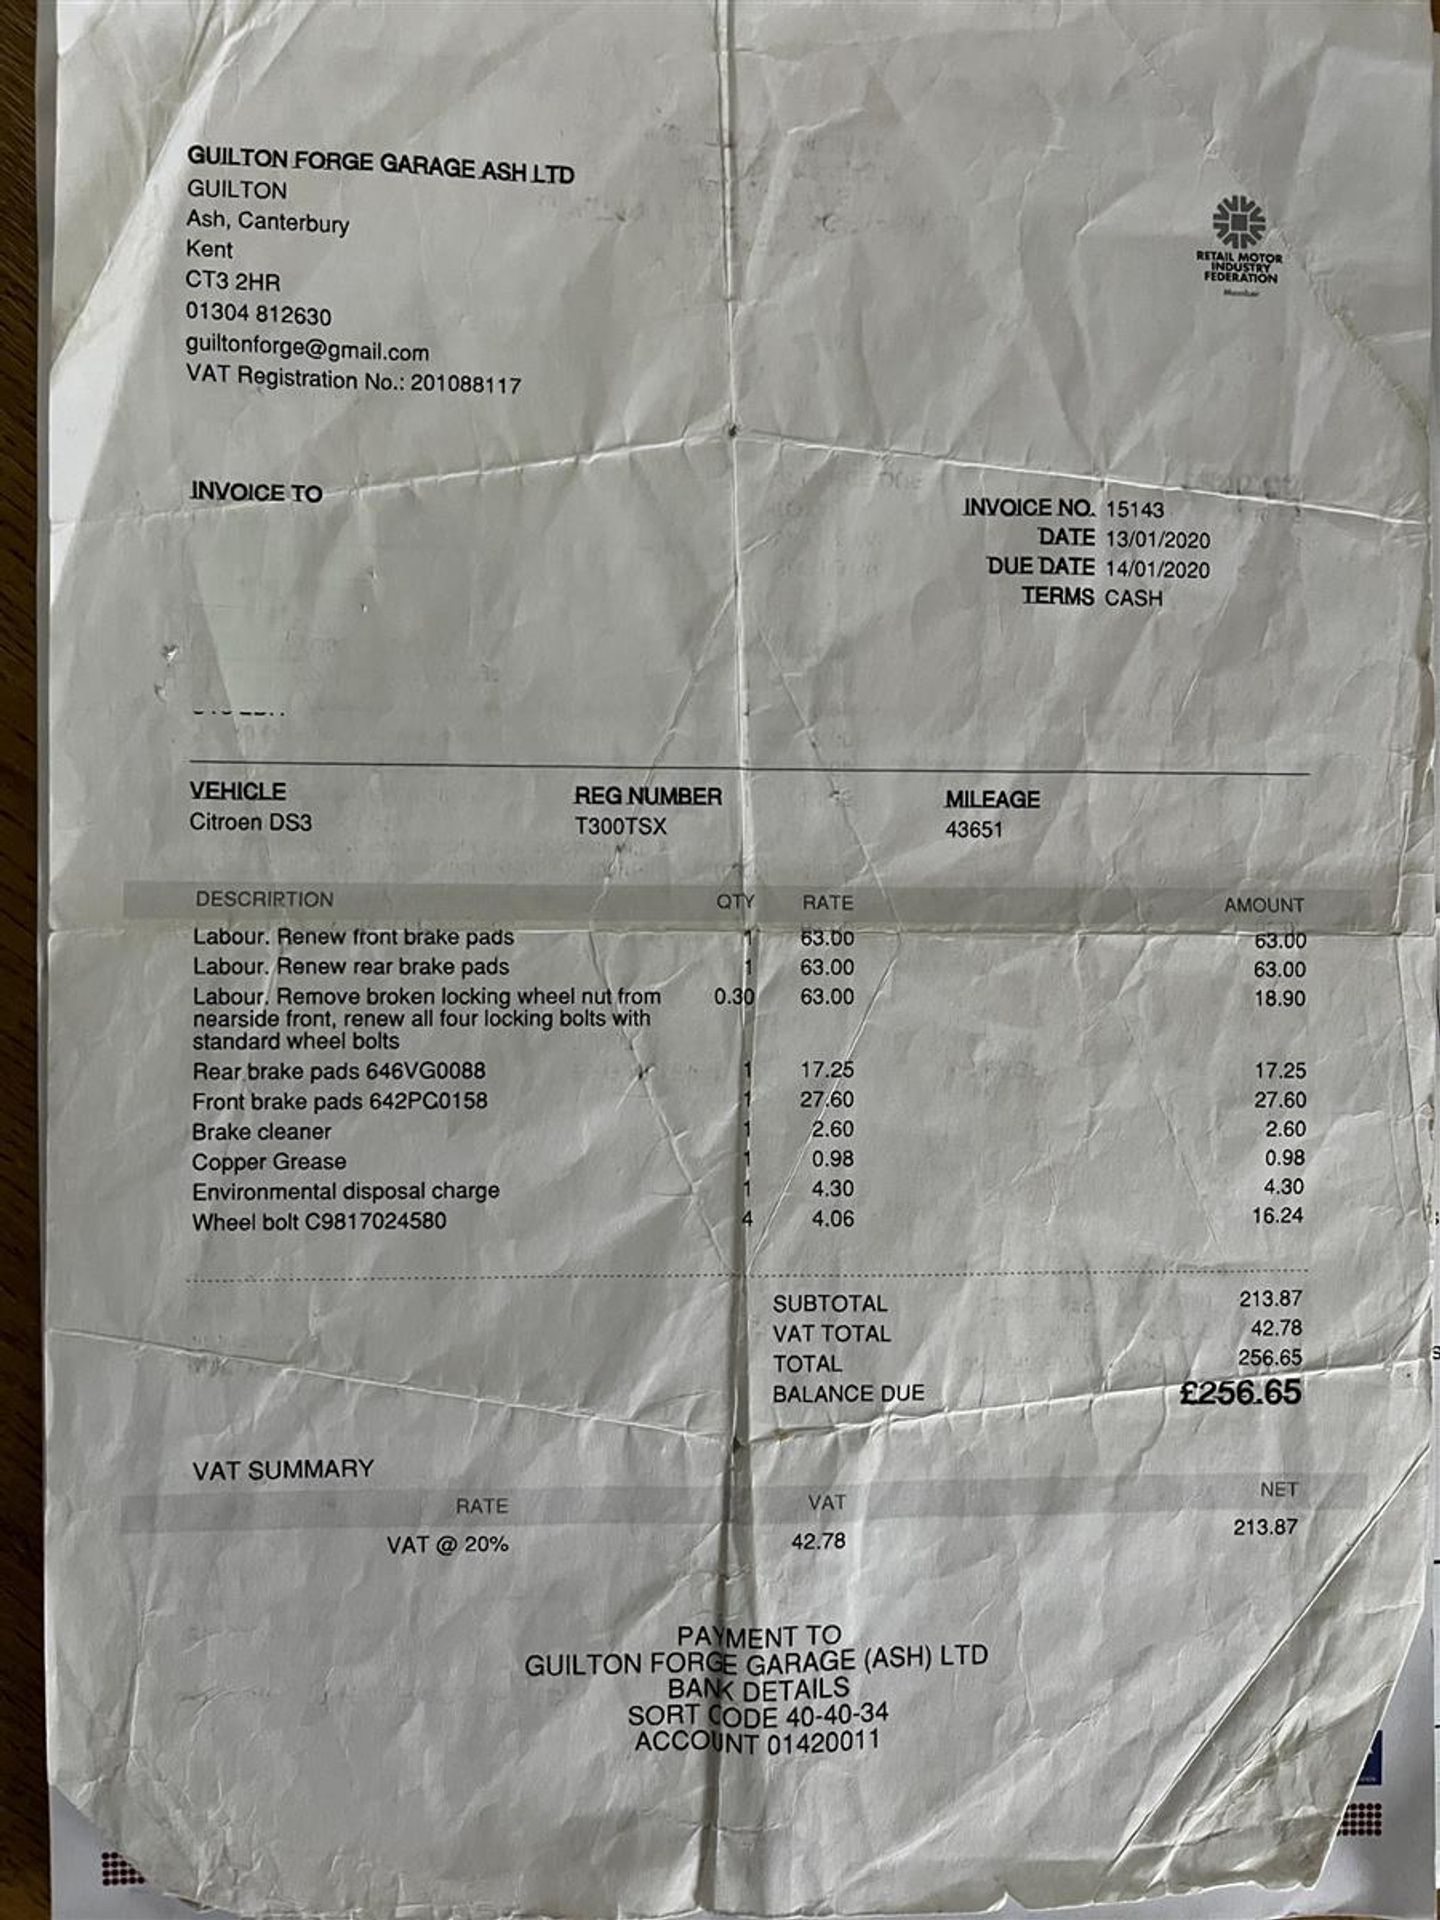 GUILTON FORGE GARAGE ASH LTD
GUILTON
Ash, Canterbury
Kent
CT3 2HR
01304 812630
guiltonforge@gmail.com
VAT Registration No.: 201088117
RETAIL MOTOR
INDUSTRY
FEDERATION
Member
INVOICE TO
INVOICE NO. 15143
DATE 13/01/2020
DUE DATE 14/01/2020
TERMS CASH
VEHICLE REG NUMBER MILEAGE
Citroen DS3 T300TSX 43651
DESCRIPTION QTY RATE AMOUNT
Labour. Renew front brake pads 1 63.00 63.00
Labour. Renew rear brake pads 1 63.00 63.00
Labour. Remove broken locking wheel nut from 0.30 63.00 18.90
nearside front, renew all four locking bolts with
standard wheel bolts
Rear brake pads 646VG0088 1 17.25 17.25
Front brake pads 642PC0158 1 27.60 27.60
Brake cleaner 1 2.60 2.60
Copper Grease 1 0.98 0.98
Environmental disposal charge 1 4.30 4.30
Wheel bolt C9817024580 4 4.06 16.24
SUBTOTAL 213.87
VAT TOTAL 42.78
TOTAL 256.65
BALANCE DUE £256.65
VAT SUMMARY
RATE VAT NET
VAT @ 20% 42.78 213.87
PAYMENT TO
GUILTON FORGE GARAGE (ASH) LTD
BANK DETAILS
SORT CODE 40-40-34
ACCOUNT 01420011